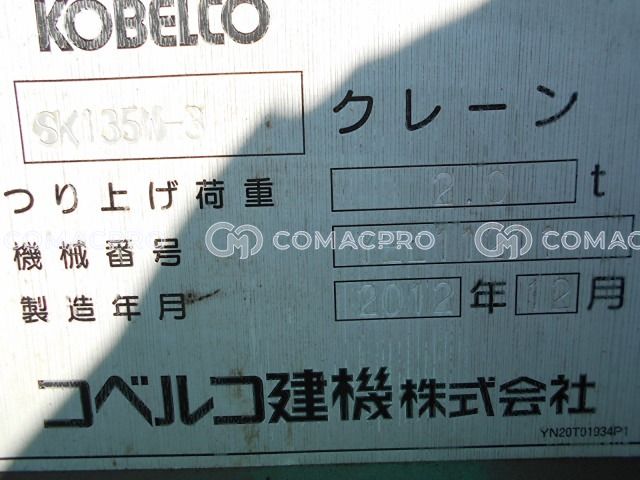 KOBELCO
SK135M-3 クレーン
つり上げ荷重 2.0 t
機械番号
COMACPRO COMACPRO
製造年月 2012 年 12 月
コベルコ建機株式会社
YN20T01934P1